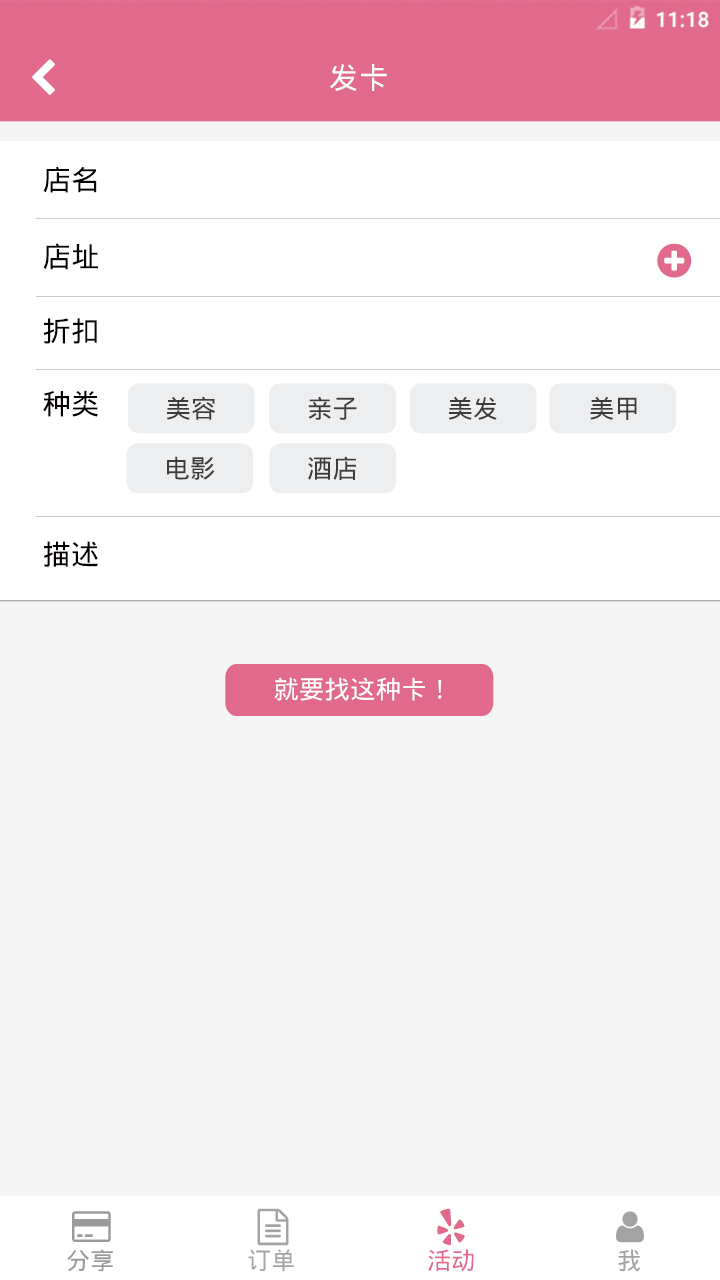 11:18
发卡
店名
店址
折扣
种类 美容 亲子 美发 美甲
电影 酒店
描述
就要找这种卡！
分享 订单 活动 我